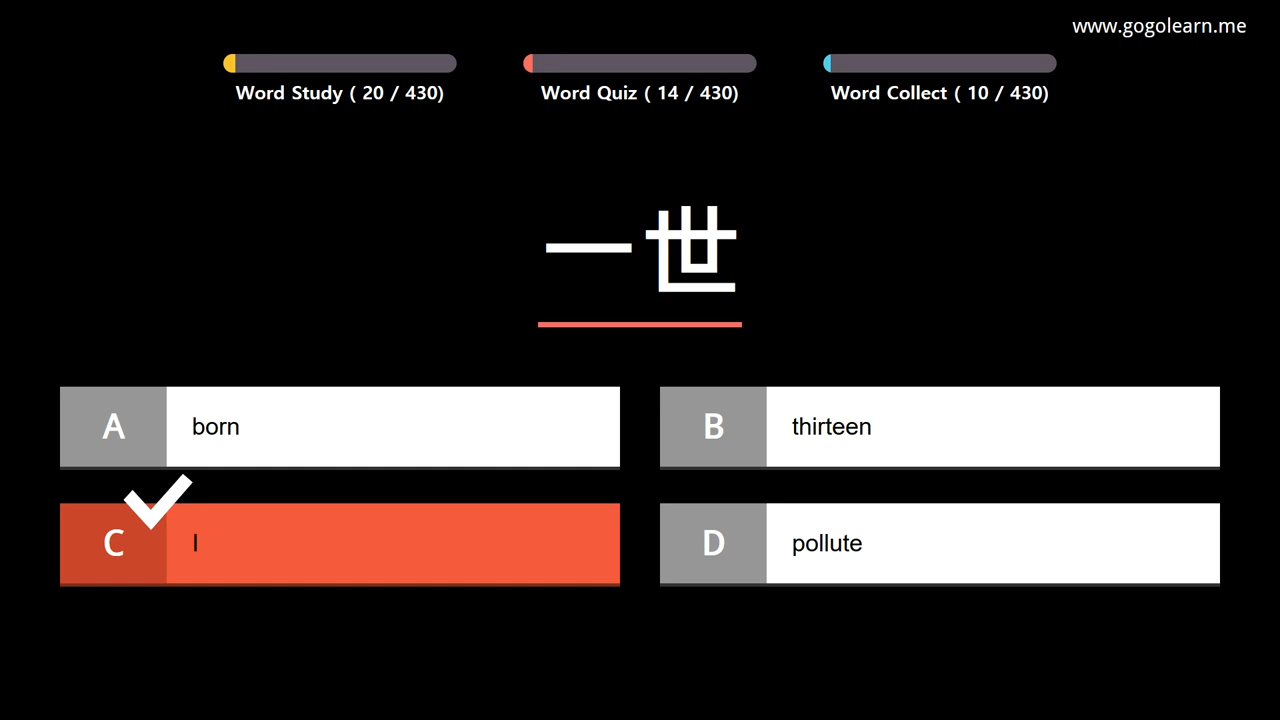 www.gogolearn.me
Word Study ( 20 / 430)
Word Quiz ( 14 / 430)
Word Collect ( 10 / 430)
一世
A born
B thirteen
C I
D pollute